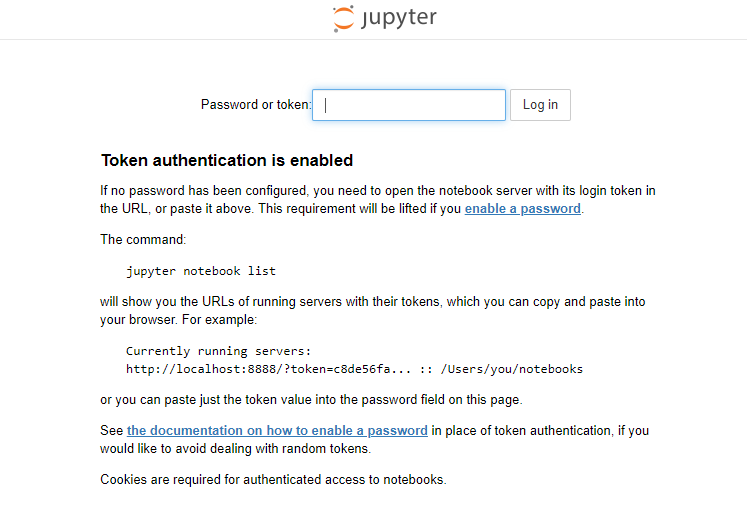 jupyter
Password or token:
Log in
Token authentication is enabled
If no password has been configured, you need to open the notebook server with its login token in
the URL, or paste it above. This requirement will be lifted if you enable a password.
The command:
jupyter notebook list
will show you the URLs of running servers with their tokens, which you can copy and paste into
your browser. For example:
Currently running servers:
http://localhost:8888/?token=c8de56fa... :: /Users/you/notebooks
or you can paste just the token value into the password field on this page.
See the documentation on how to enable a password in place of token authentication, if you
would like to avoid dealing with random tokens.
Cookies are required for authenticated access to notebooks.